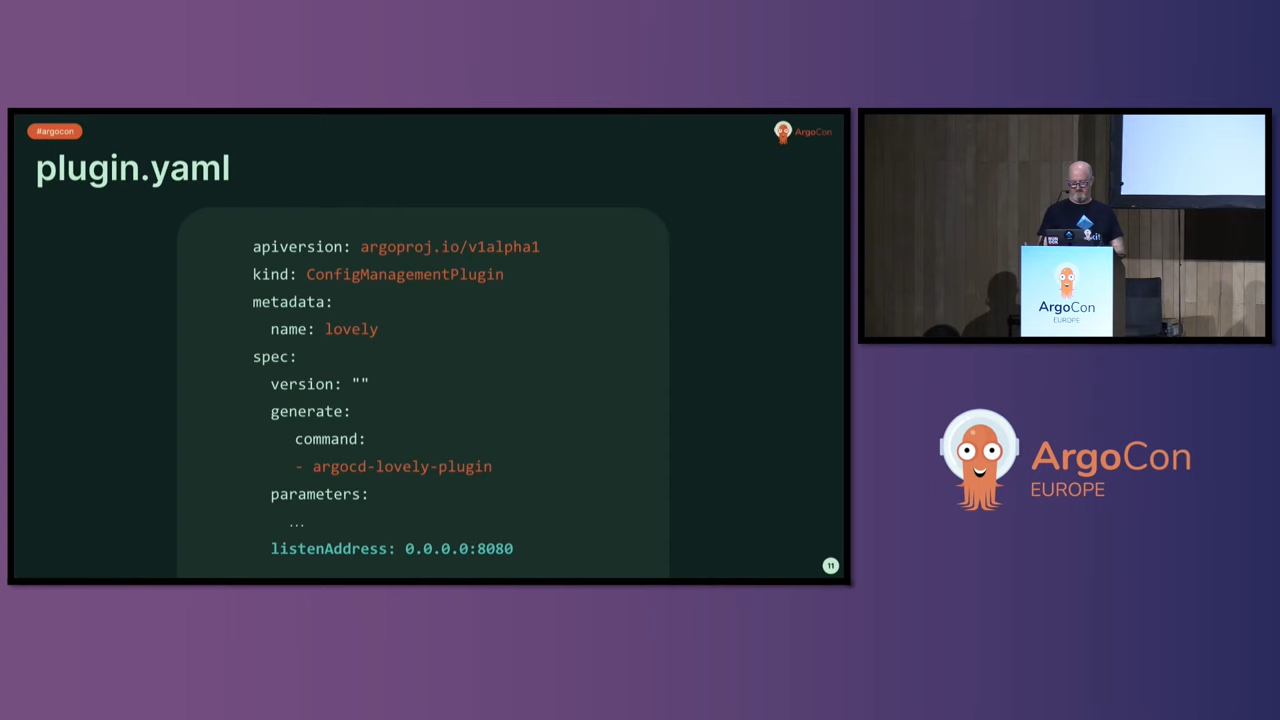 #argocon
ArgoCon
plugin.yaml
apiversion: argoproj.io/v1alpha1
kind: ConfigManagementPlugin
metadata:
name: lovely
spec:
version: ""
generate:
command:
- argocd-lovely-plugin
parameters:
...
listenAddress: 0.0.0.0:8080
11
ArgoCon
EUROPE
ArgoCon
EUROPE